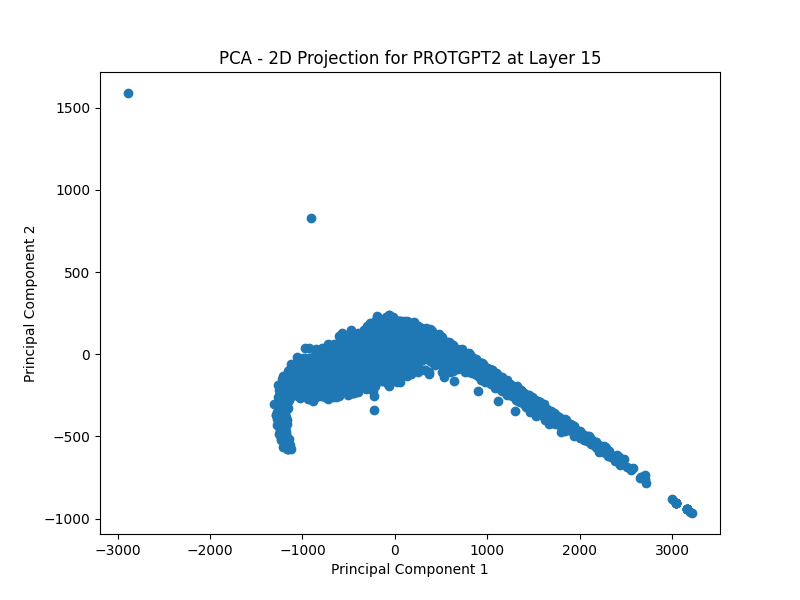 PCA - 2D Projection for PROTGPT2 at Layer 15
1500
1000
500
0
−500
−1000
Principal Component 2
−3000 −2000 −1000 0 1000 2000 3000
Principal Component 1